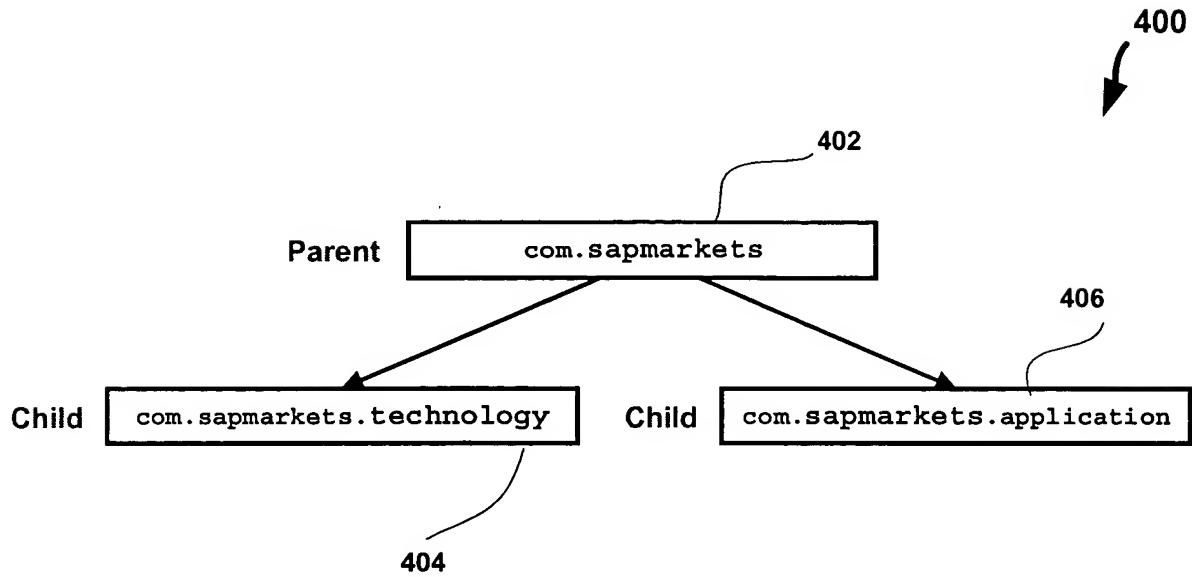 400
402
Parent com.sapmarkets
406
Child com.sapmarkets.technology Child com.sapmarkets.application
404